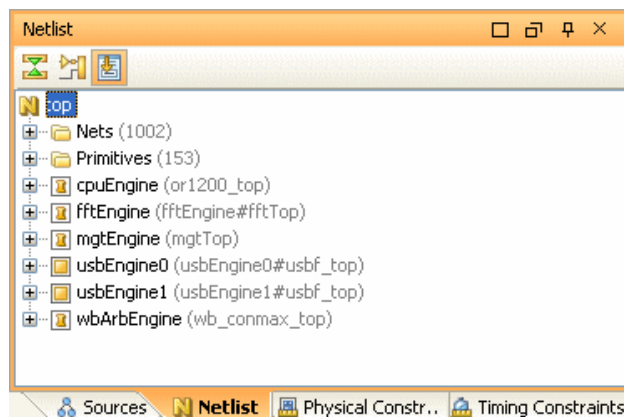 Netlist
top
Nets (1002)
Primitives (153)
cpuEngine (or1200_top)
fftEngine (fftEngine#fftTop)
mgtEngine (mgtTop)
usbEngine0 (usbEngine0#usbf_top)
usbEngine1 (usbEngine1#usbf_top)
wbArbEngine (wb_conmax_top)
Sources Netlist Physical Constr.. Timing Constraints